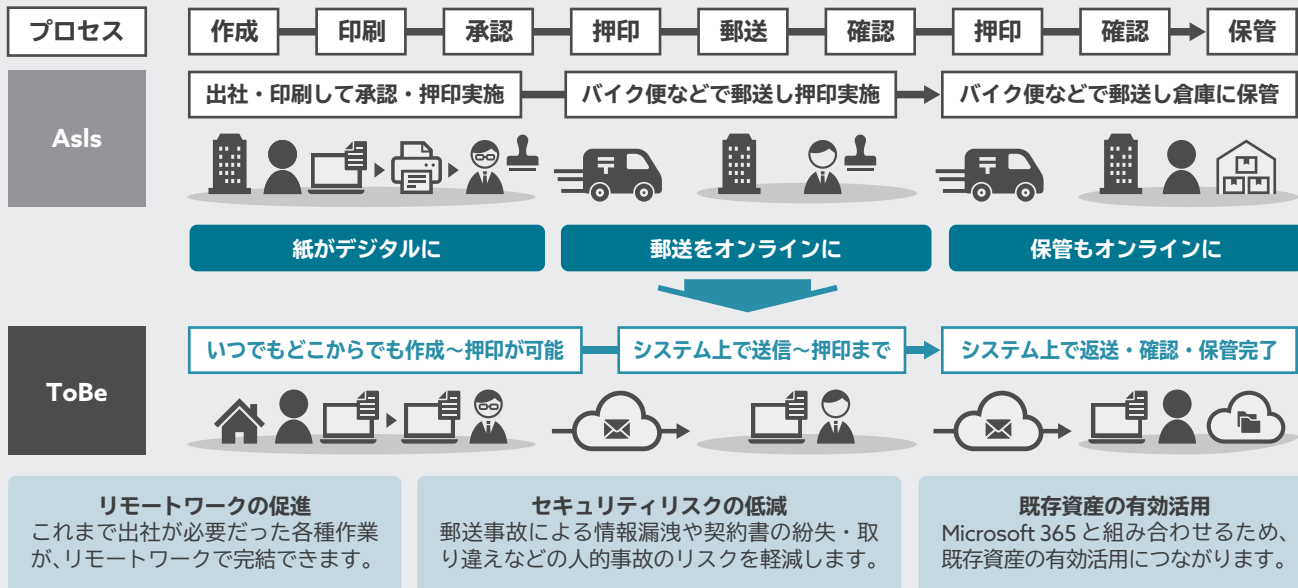 プロセス
作成
印刷
承認
押印
郵送
確認
押印
確認
保管
AsIs
出社・印刷して承認・押印実施
バイク便などで郵送し押印実施
バイク便などで郵送し倉庫に保管
紙がデジタルに
郵送をオンラインに
保管もオンラインに
ToBe
いつでもどこからでも作成~押印が可能
システム上で送信~押印まで
システム上で返送・確認・保管完了
リモートワークの促進
これまで出社が必要だった各種作業
が、リモートワークで完結できます。
セキュリティリスクの低減
郵送事故による情報漏洩や契約書の紛失・取
り違えなどの人的事故のリスクを軽減します。
既存資産の有効活用
Microsoft 365 と組み合わせるため、
既存資産の有効活用につながります。